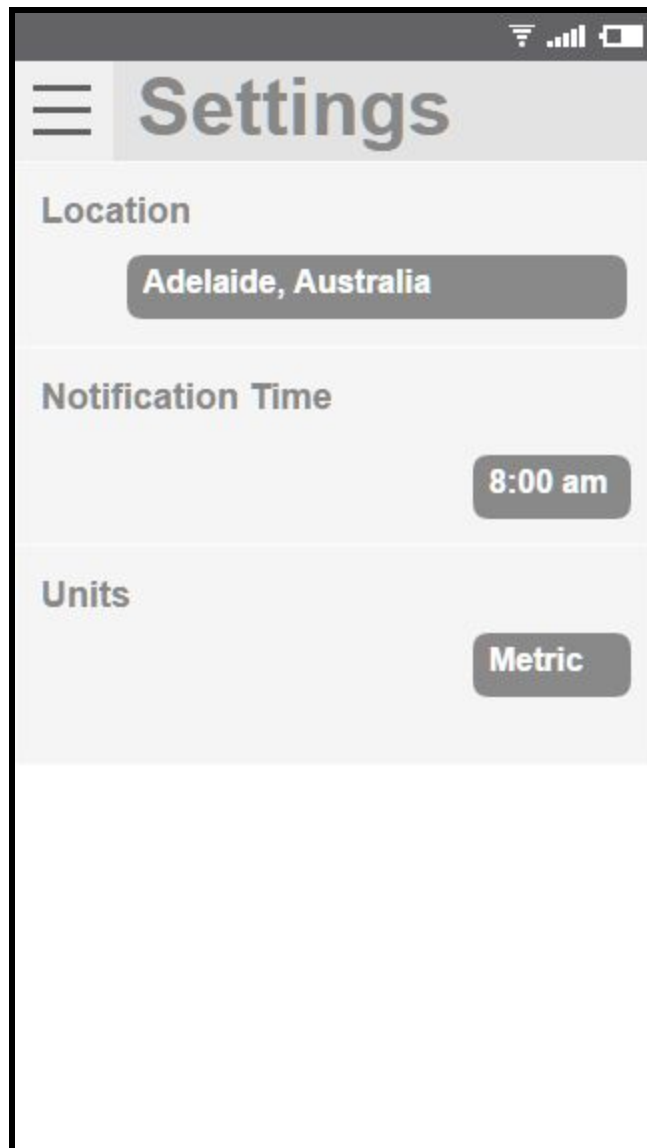 Settings
Location
Adelaide, Australia
Notification Time
8:00 am
Units
Metric